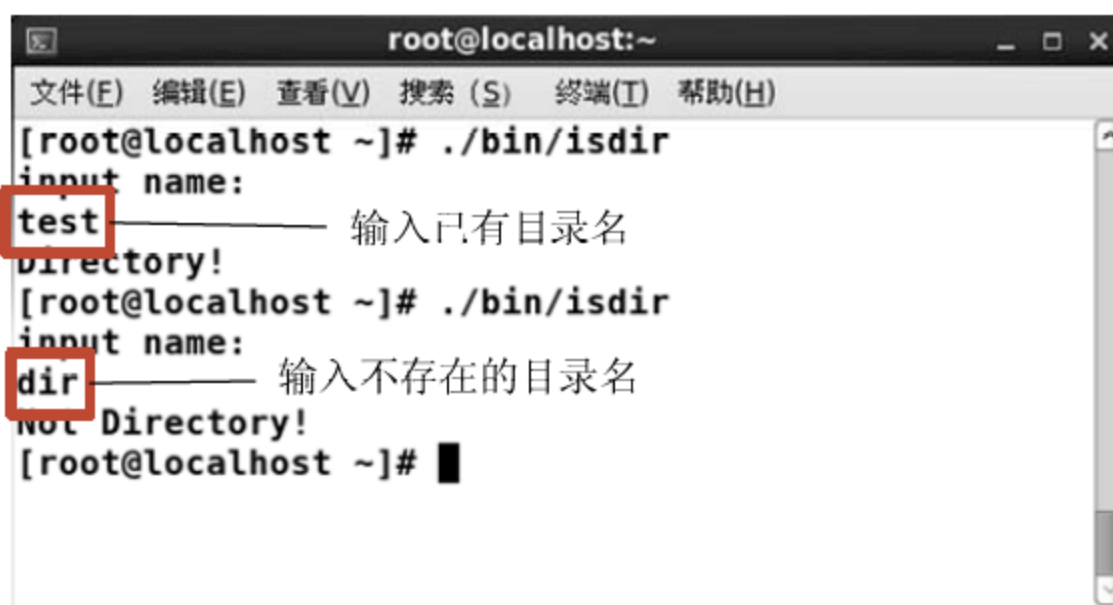 root@localhost:~
文件(F) 编辑(E) 查看(V) 搜索 (S) 终端(T) 帮助(H)
[root@localhost ~]# ./bin/isdir
input name:
test 输入已有目录名
Directory!
[root@localhost ~]# ./bin/isdir
input name:
dir 输入不存在的目录名
Not Directory!
[root@localhost ~]#